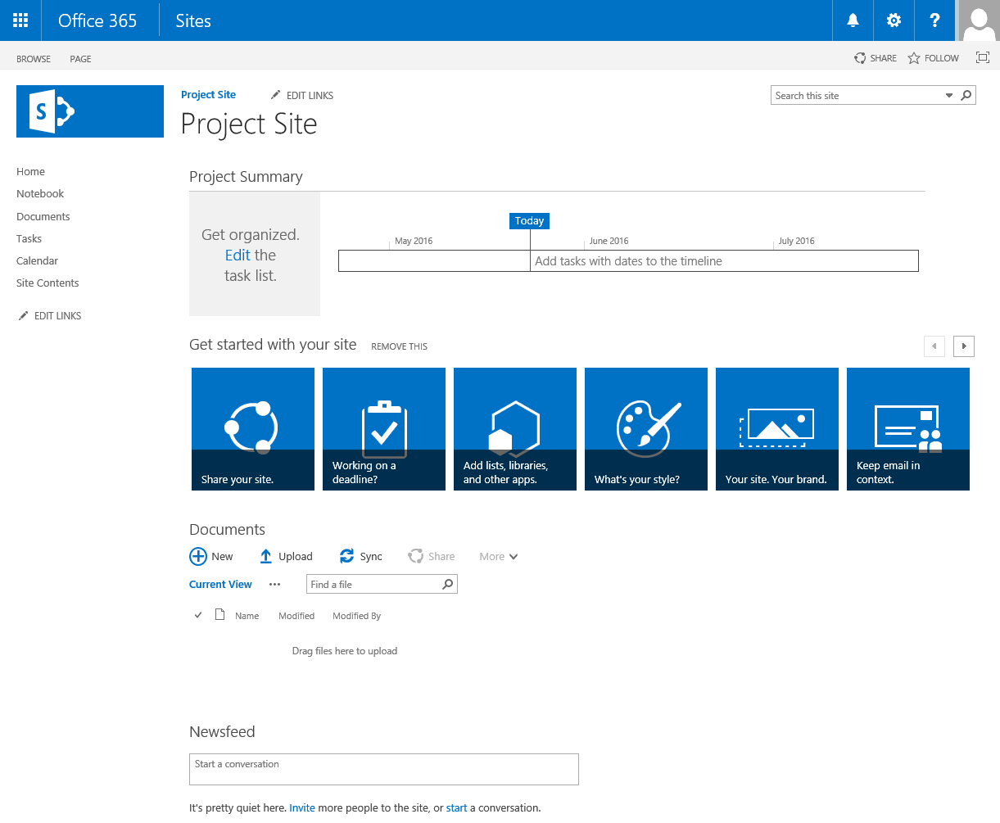 Office 365
Sites
?
BROWSE PAGE
SHARE FOLLOW
S
Project Site EDIT LINKS
Search this site
Project Site
Home
Notebook
Documents
Tasks
Calendar
Site Contents
EDIT LINKS
Project Summary
Get organized.
Edit the
task list.
Today
May 2016 June 2016 July 2016
Add tasks with dates to the timeline
Get started with your site REMOVE THIS
Share your site.
Working on a
deadline?
Add lists, libraries,
and other apps.
What's your style?
Your site. Your brand.
Keep email in
context.
Documents
New Upload Sync Share More
Current View ... Find a file
Name Modified Modified By
Drag files here to upload
Newsfeed
Start a conversation
It's pretty quiet here. Invite more people to the site, or start a conversation.